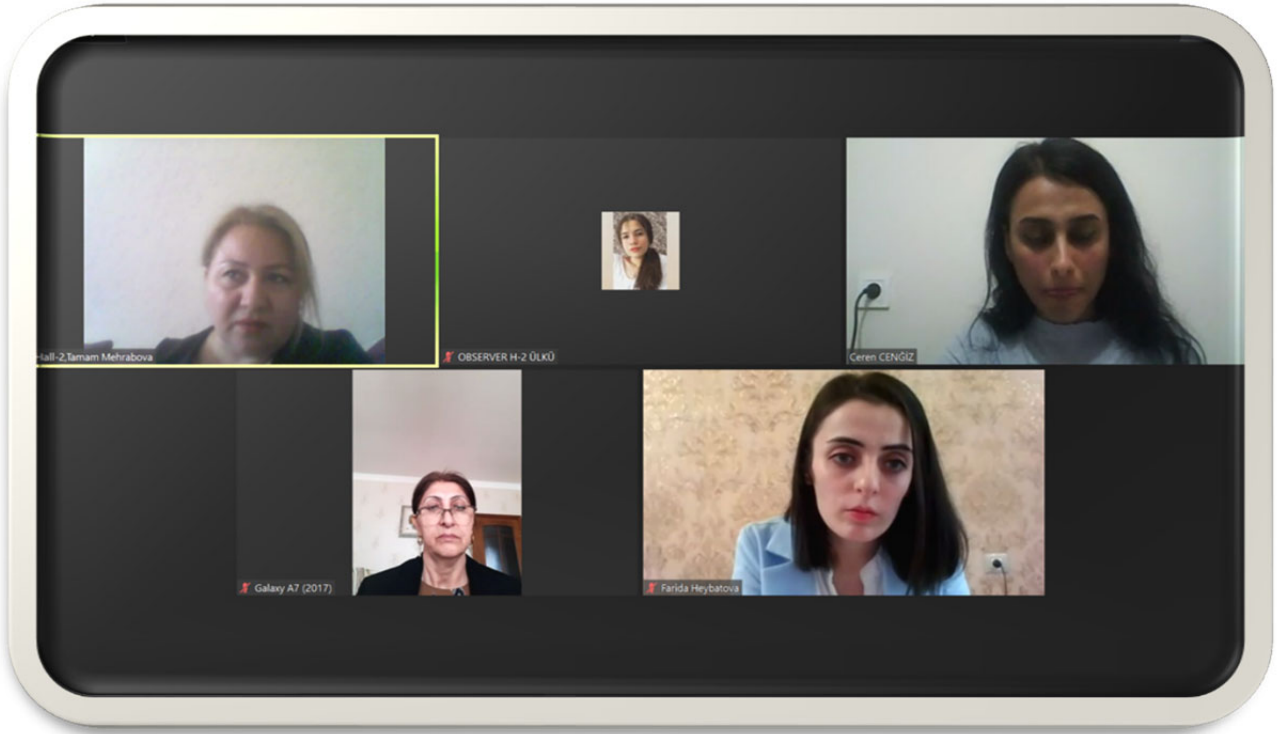 Hall-2,Tamam Mehrabova
OBSERVER H-2 ÜLKÜ
Ceren CENGİZ
Galaxy A7 (2017)
Farida Heybatova